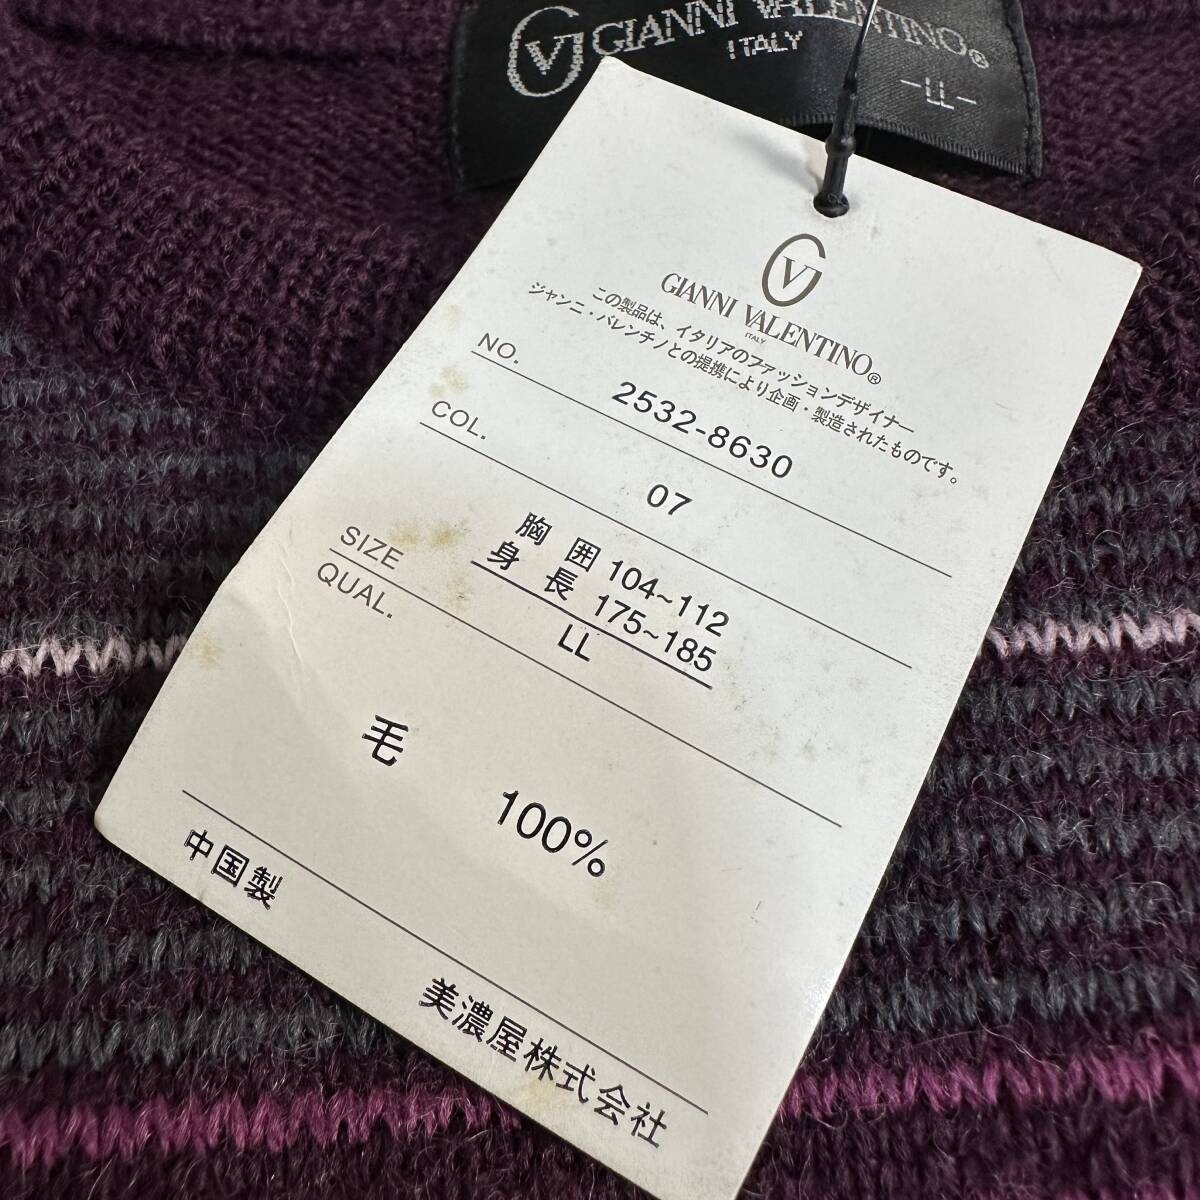 GV GIANNI VALENTINO®
ITALY
-LL-
GV
GIANNI VALENTINO®
ITALY
この製品は、イタリアのファッションデザイナー
ジャンニ・バレンチノとの提携により企画・製造されたものです。
NO. 2532-8630
COL. 07
胸 囲 104~112
身 長 175~185
SIZE LL
QUAL.
毛 100%
中国製
美濃屋株式会社